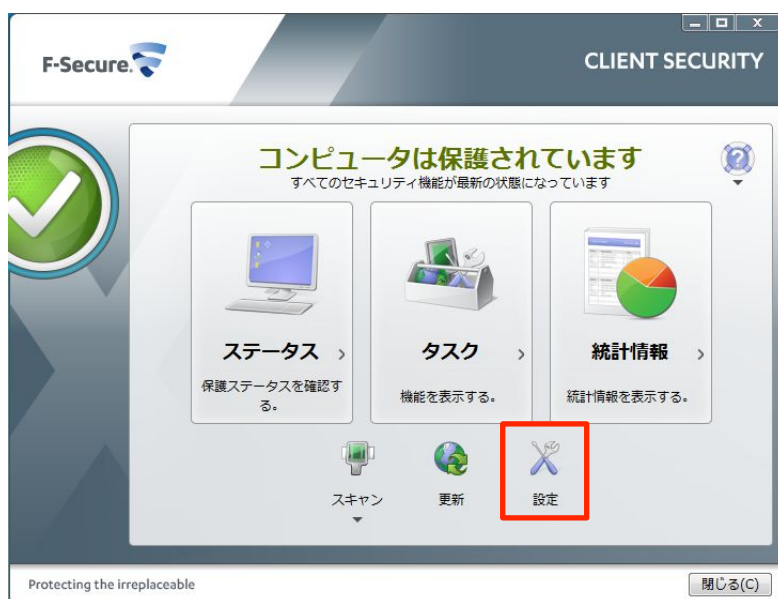 F-Secure.
CLIENT SECURITY
コンピュータは保護されています
すべてのセキュリティ機能が最新の状態になっています
ステータス
保護ステータスを確認す
る。
タスク
機能を表示する。
統計情報
統計情報を表示する。
スキャン
更新
設定
Protecting the irreplaceable
閉じる(C)